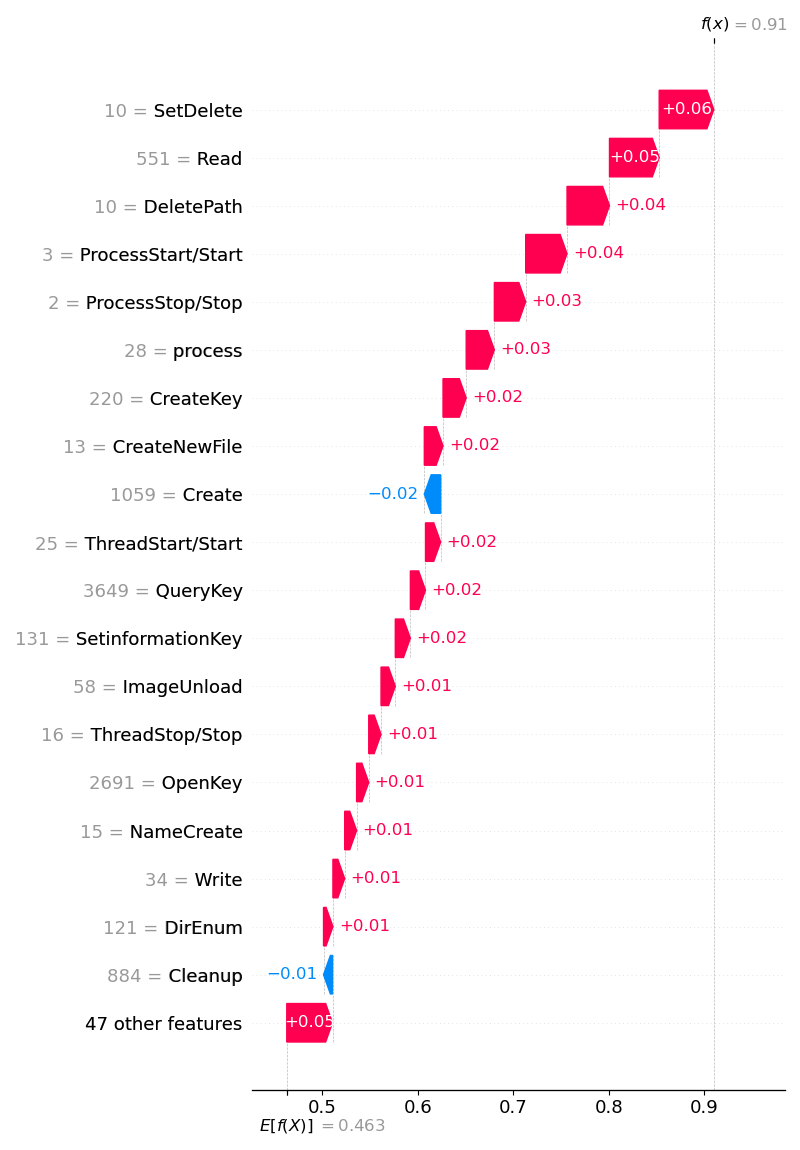 f(x) = 0.91
10 = SetDelete +0.06
551 = Read +0.05
10 = DeletePath +0.04
3 = ProcessStart/Start +0.04
2 = ProcessStop/Stop +0.03
28 = process +0.03
220 = CreateKey +0.02
13 = CreateNewFile +0.02
1059 = Create −0.02
25 = ThreadStart/Start +0.02
3649 = QueryKey +0.02
131 = SetinformationKey +0.02
58 = ImageUnload +0.01
16 = ThreadStop/Stop +0.01
2691 = OpenKey +0.01
15 = NameCreate +0.01
34 = Write +0.01
121 = DirEnum +0.01
884 = Cleanup −0.01
47 other features +0.05
0.5 0.6 0.7 0.8 0.9
E[f(X)] = 0.463